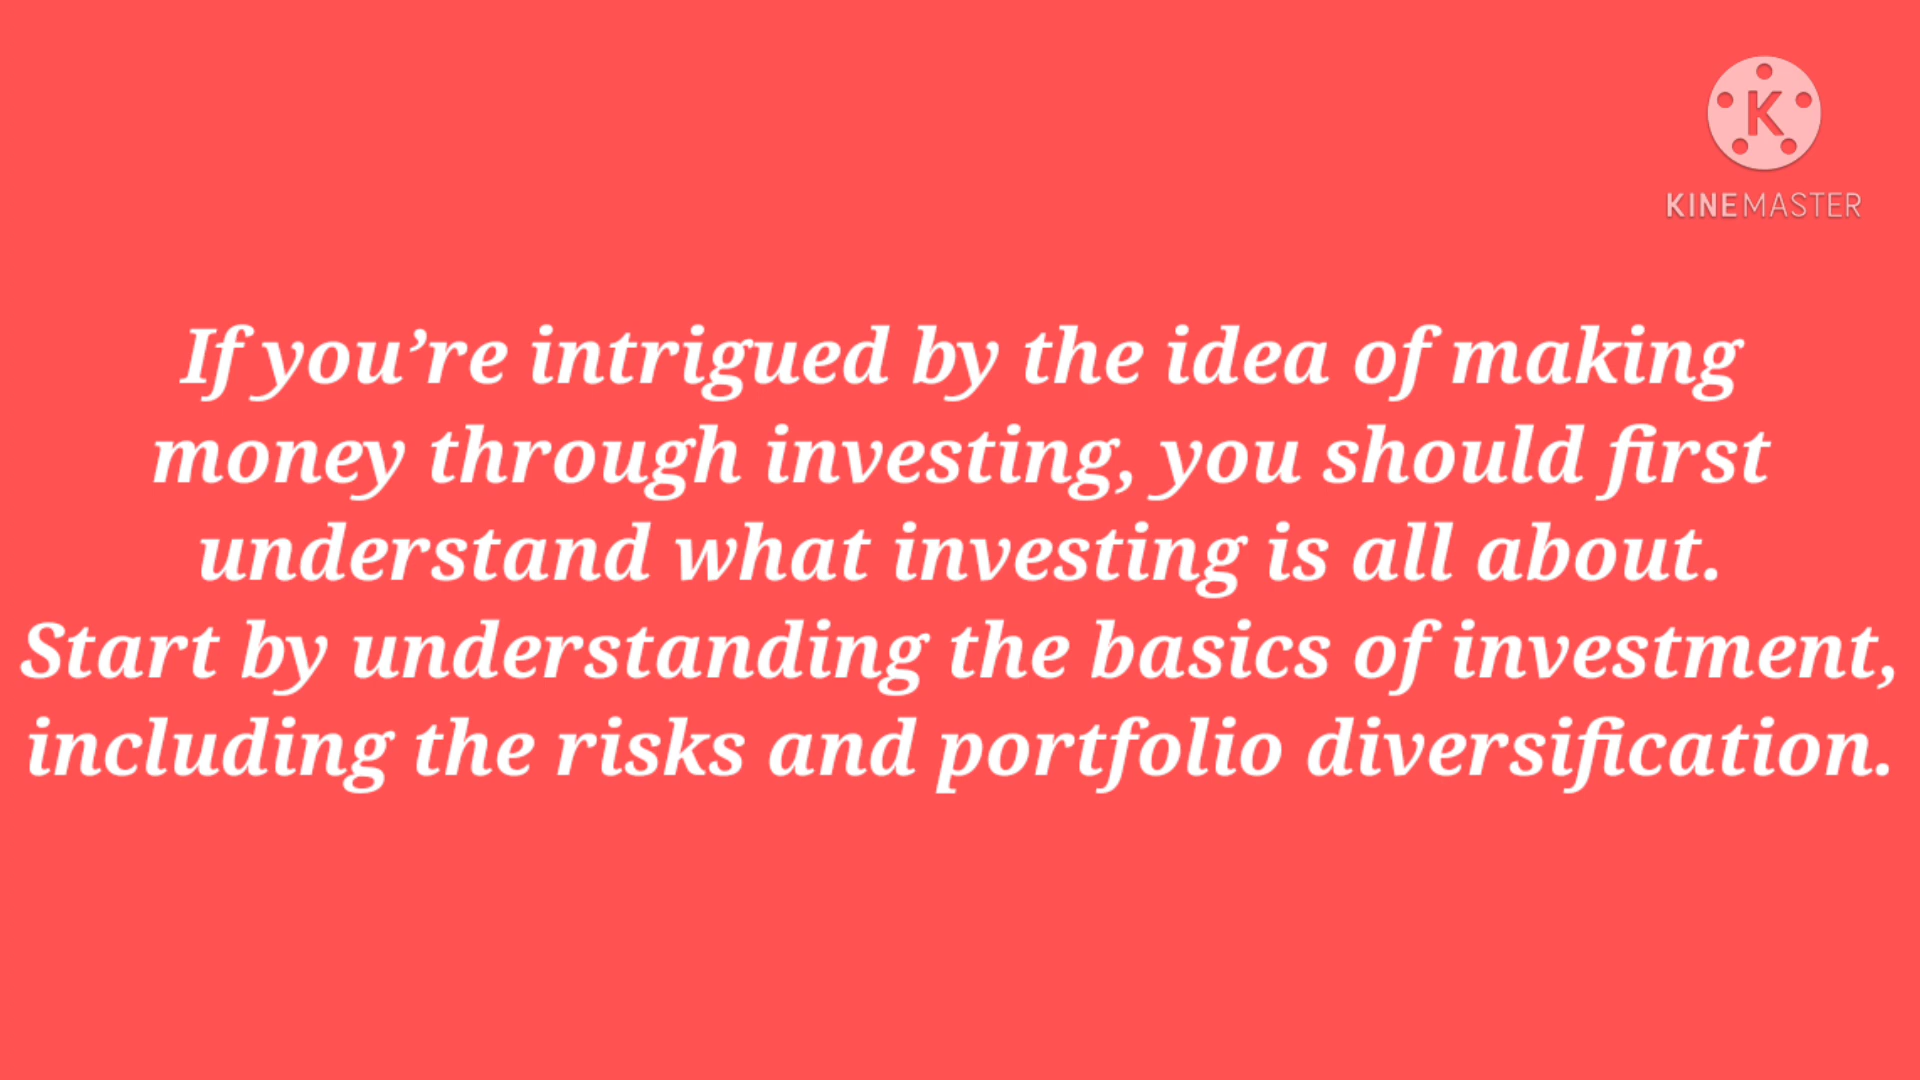 K
KINEMASTER
If you’re intrigued by the idea of making
money through investing, you should first
understand what investing is all about.
Start by understanding the basics of investment,
including the risks and portfolio diversification.